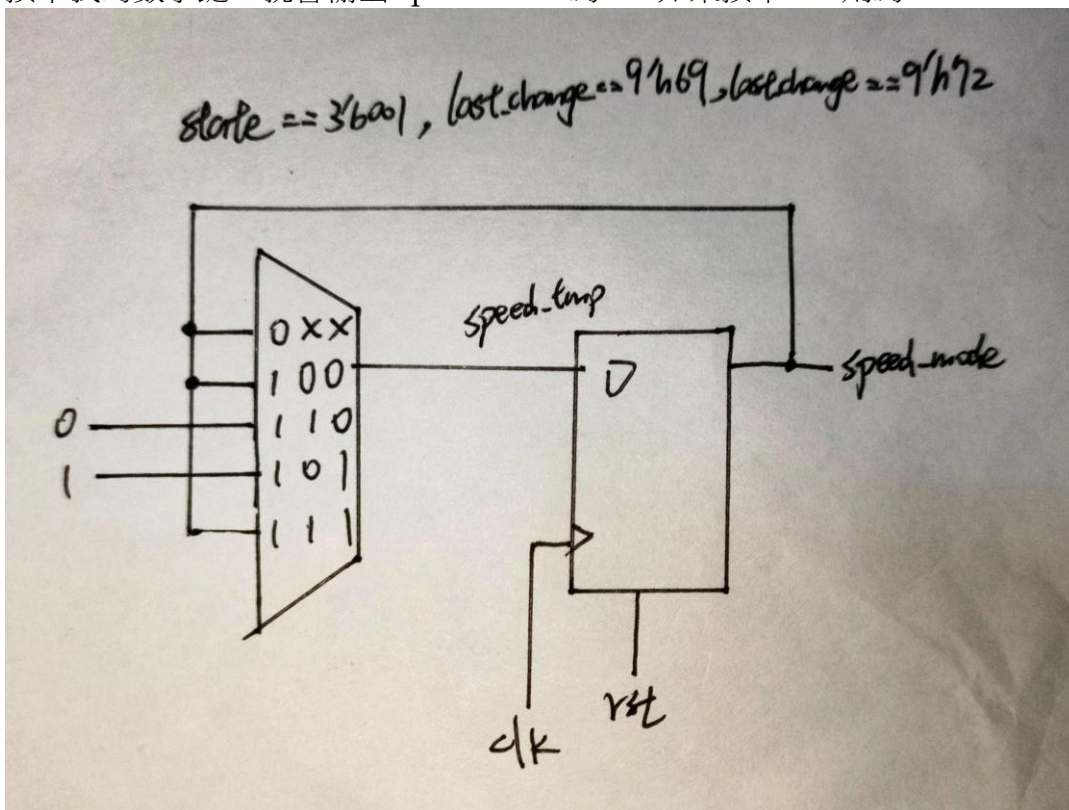 state == 3'b001, last_change == 9'h69, last_change == 9'h72
speed_tmp
0 X X
1 0 0
0
1 1 0
1
1 0 1
1 1 1
D
speed_mode
clk
rst